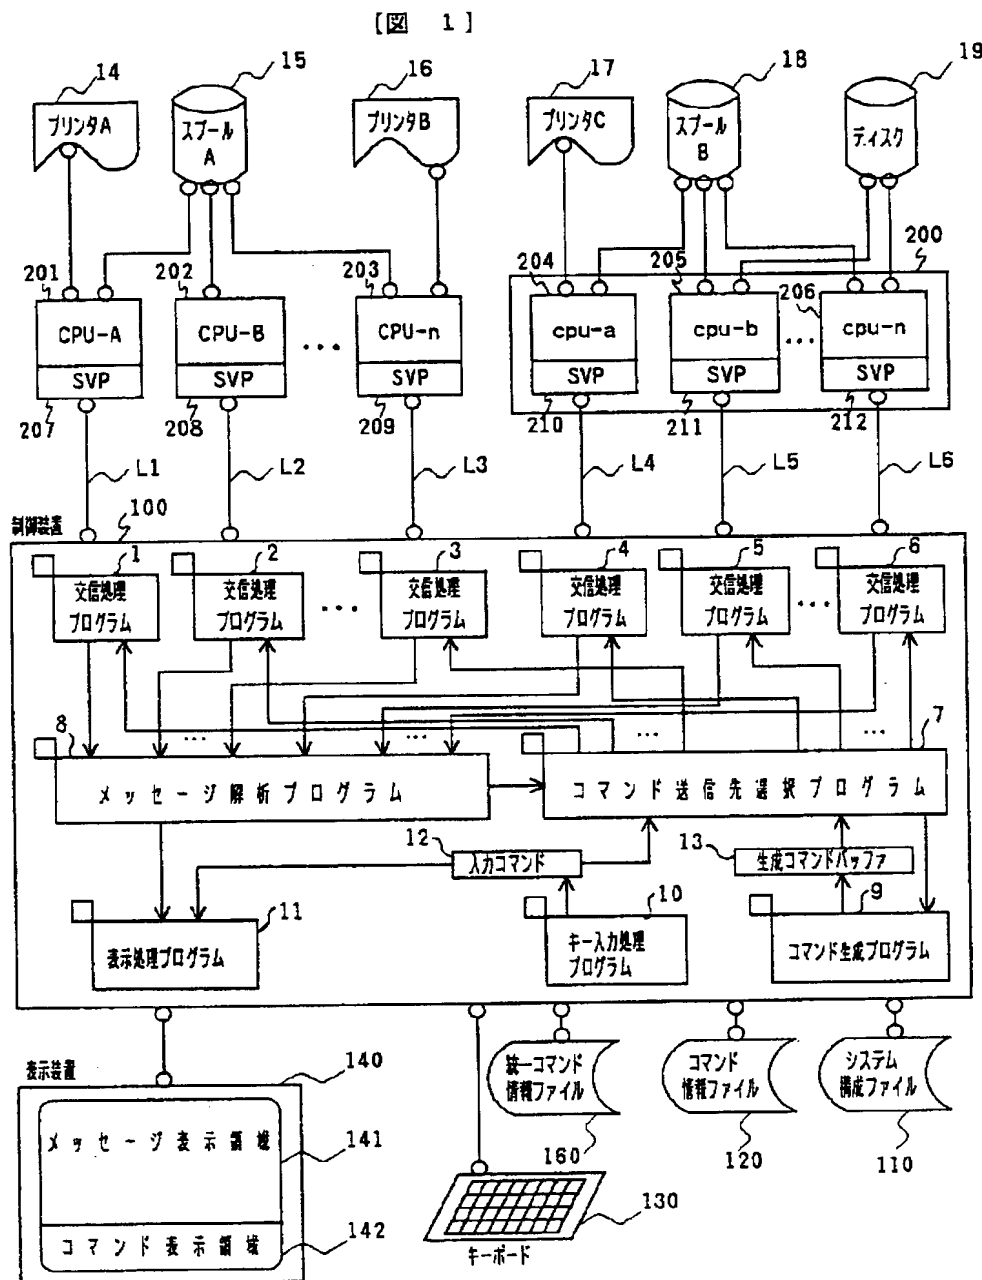 [図 1]
14
15
16
17
18
19
プリンタA
スプール
A
プリンタB
プリンタC
スプール
B
ディスク
200
201
202
203
204
205
206
CPU-A
CPU-B
...
CPU-n
cpu-a
cpu-b
...
cpu-n
SVP
SVP
SVP
SVP
SVP
SVP
207
208
209
210
211
212
L1
L2
L3
L4
L5
L6
制御装置
100
1
2
3
4
5
6
交信処理
プログラム
交信処理
プログラム
...
交信処理
プログラム
交信処理
プログラム
交信処理
プログラム
...
交信処理
プログラム
8
...
...
...
...
7
メッセージ解析プログラム
コマンド送信先選択プログラム
12
入力コマンド
13
生成コマンドバッファ
11
表示処理プログラム
10
キー入力処理
プログラム
9
コマンド生成プログラム
表示装置
140
メッセージ表示領域
141
コマンド表示領域
142
統一コマンド
情報ファイル
160
コマンド
情報ファイル
120
システム
構成ファイル
110
130
キーボード